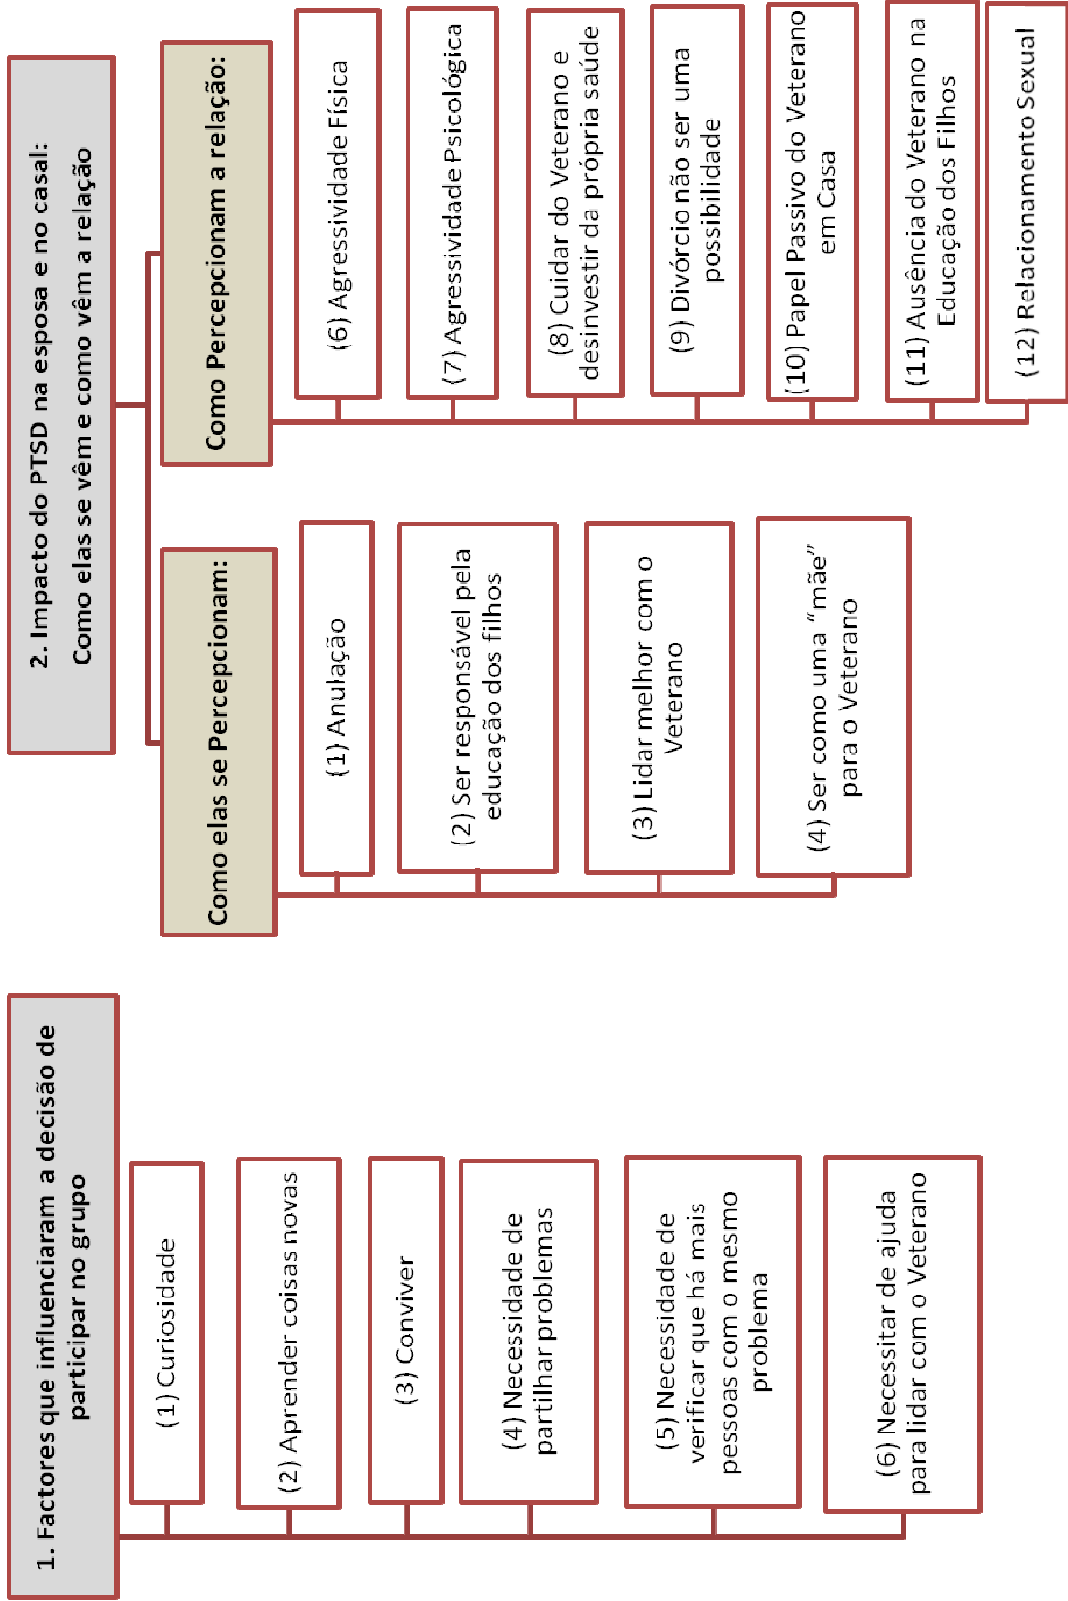 1. Factores que influenciaram a decisão de
participar no grupo
(1) Curiosidade
(2) Aprender coisas novas
(3) Conviver
(4) Necessidade de
partilhar problemas
(5) Necessidade de
verificar que há mais
pessoas com o mesmo
problema
(6) Necessitar de ajuda
para lidar com o Veterano
2. Impacto do PTSD na esposa e no casal:
Como elas se vêm e como vêm a relação
Como elas se Percepcionam:
(1) Anulação
(2) Ser responsável pela
educação dos filhos
(3) Lidar melhor com o
Veterano
(4) Ser como uma “mãe”
para o Veterano
Como Percepcionam a relação:
(6) Agressividade Física
(7) Agressividade Psicológica
(8) Cuidar do Veterano e
desinvestir da própria saúde
(9) Divórcio não ser uma
possibilidade
(10) Papel Passivo do Veterano
em Casa
(11) Ausência do Veterano na
Educação dos Filhos
(12) Relacionamento Sexual